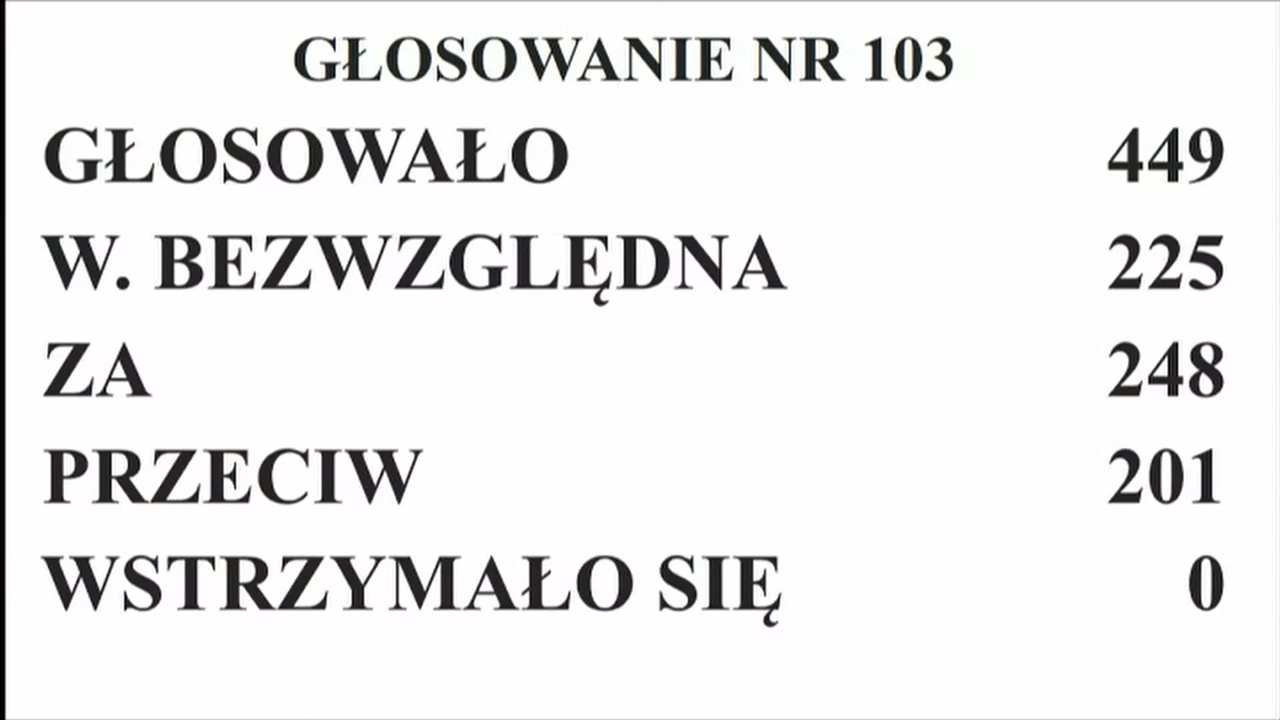 GŁOSOWANIE NR 103
GŁOSOWAŁO 449
W. BEZWZGLĘDNA 225
ZA 248
PRZECIW 201
WSTRZYMAŁO SIĘ 0